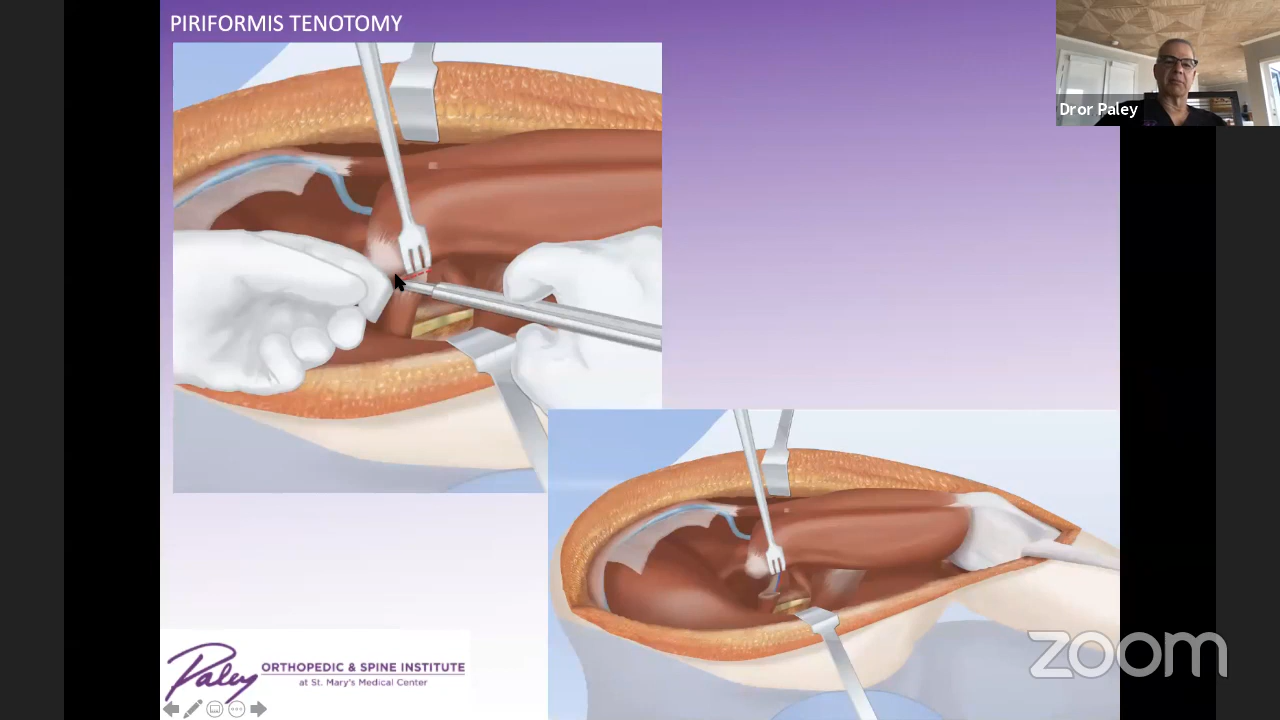 PIRIFORMIS TENOTOMY
Dror Paley
Paley
ORTHOPEDIC & SPINE INSTITUTE
at St. Mary's Medical Center
zoom